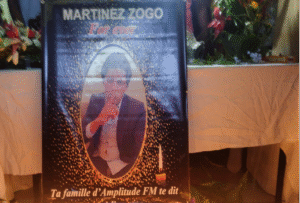 MARTINEZ ZOGO
Ta famille d'Amplitude FM te dit